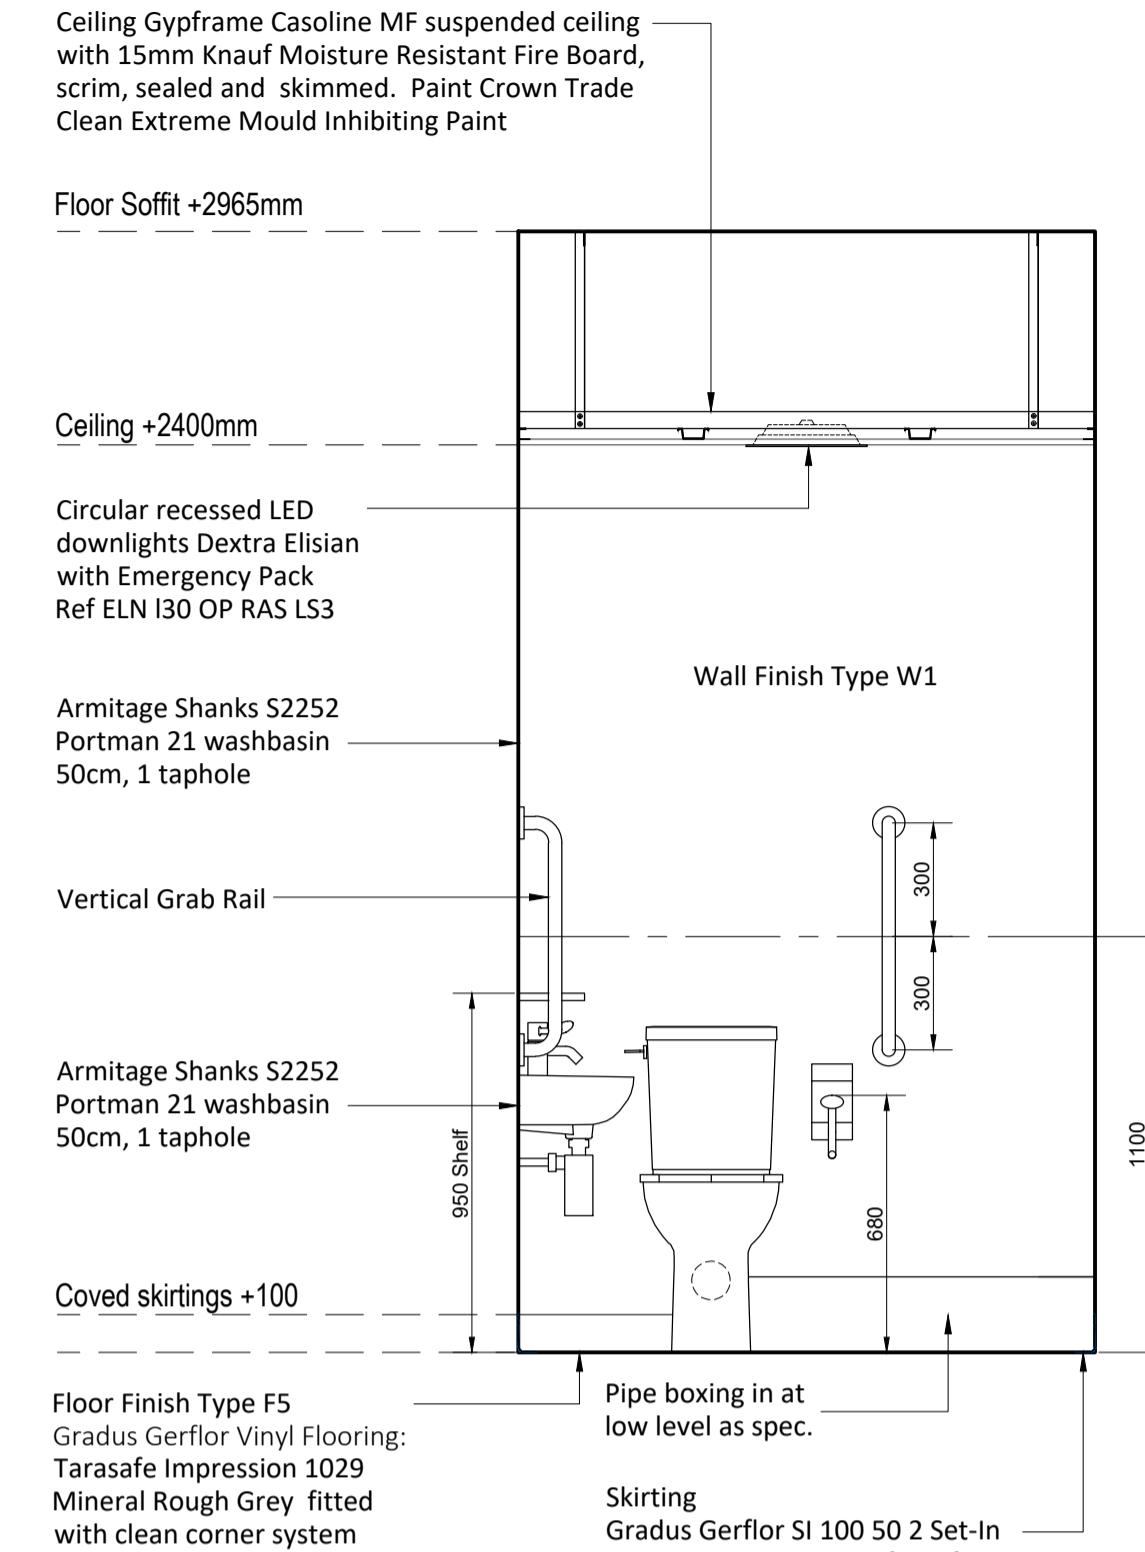 Ceiling Gypframe Casoline MF suspended ceiling
with 15mm Knauf Moisture Resistant Fire Board,
scrim, sealed and skimmed. Paint Crown Trade
Clean Extreme Mould Inhibiting Paint
Floor Soffit +2965mm
Ceiling +2400mm
Circular recessed LED
downlights Dextra Elisian
with Emergency Pack
Ref ELN l30 OP RAS LS3
Wall Finish Type W1
Armitage Shanks S2252
Portman 21 washbasin
50cm, 1 taphole
Vertical Grab Rail
300
300
Armitage Shanks S2252
Portman 21 washbasin
50cm, 1 taphole
950 Shelf
680
1100
Coved skirtings +100
Floor Finish Type F5
Gradus Gerflor Vinyl Flooring:
Tarasafe Impression 1029
Mineral Rough Grey fitted
with clean corner system
Pipe boxing in at
low level as spec.
Skirting
Gradus Gerflor SI 100 50 2 Set-In